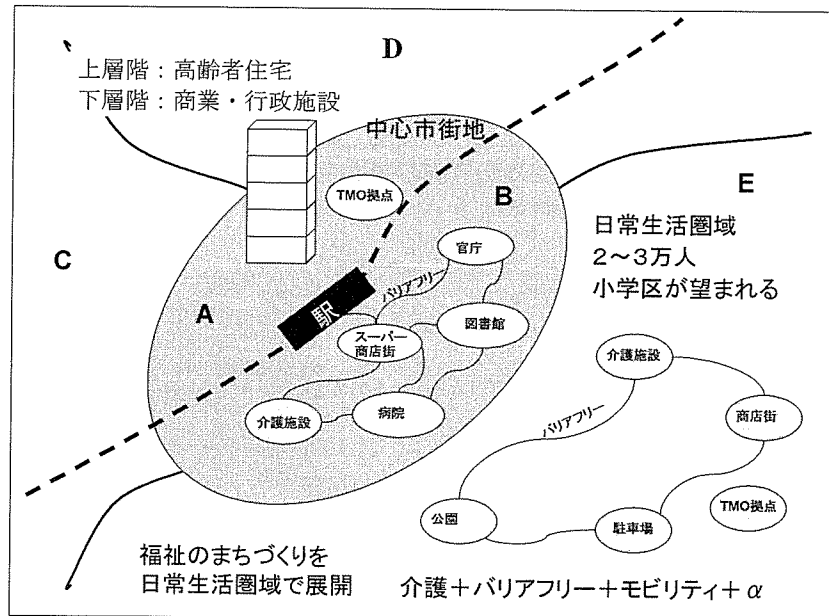 D
上層階：高齢者住宅
下層階：商業・行政施設
中心市街地
TMO拠点
B
E
官庁
日常生活圏域
2～3万人
小学区が望まれる
C
バリアフリー
A
駅
スーパー
商店街
図書館
介護施設
病院
介護施設
バリアフリー
商店街
公園
駐車場
TMO拠点
福祉のまちづくりを
日常生活圏域で展開
介護＋バリアフリー＋モビリティ＋α